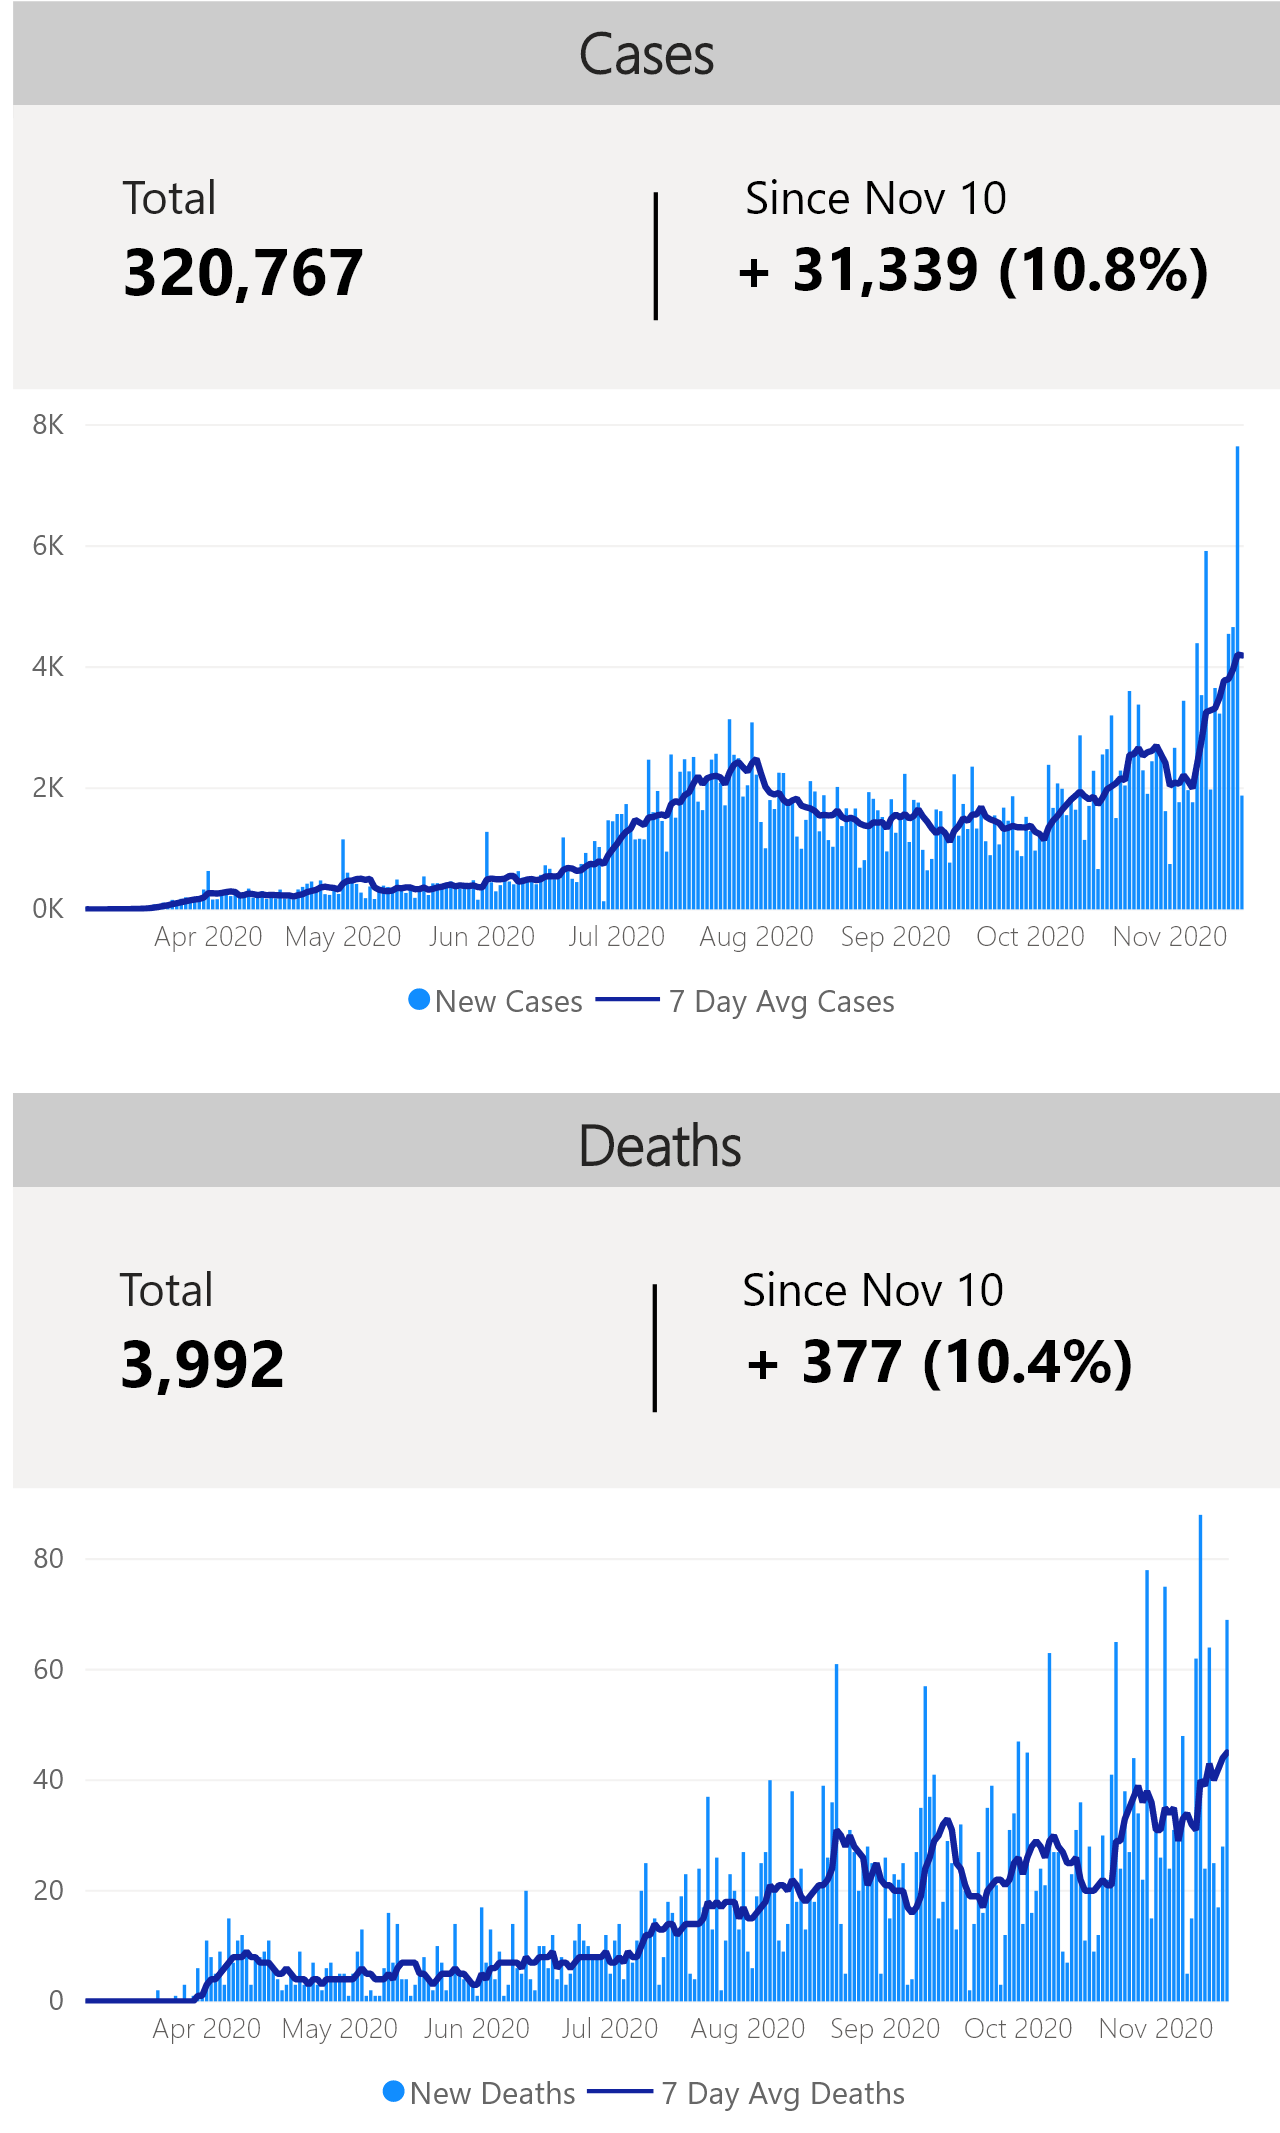 Cases
Total
Since Nov 10
320,767
+ 31,339 (10.8%)
8K
6K
4K
2K
0K
Apr 2020 May 2020 Jun 2020 Jul 2020 Aug 2020 Sep 2020 Oct 2020 Nov 2020
New Cases 7 Day Avg Cases
Deaths
Total
Since Nov 10
3,992
+ 377 (10.4%)
80
60
40
20
0
Apr 2020 May 2020 Jun 2020 Jul 2020 Aug 2020 Sep 2020 Oct 2020 Nov 2020
New Deaths 7 Day Avg Deaths